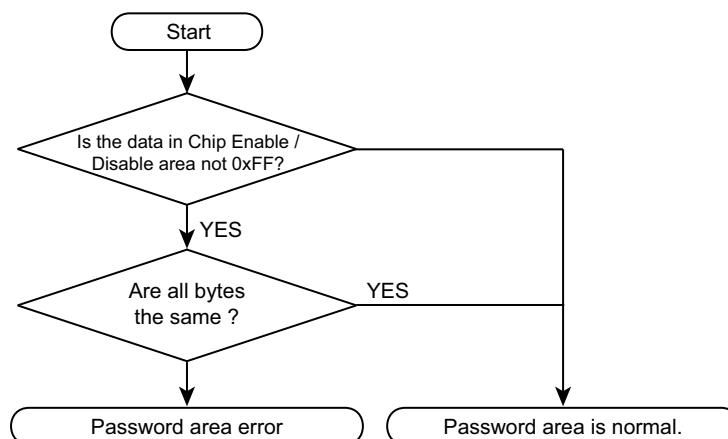 Start
Is the data in Chip Enable /
Disable area not 0xFF?
YES
Are all bytes
the same ?
YES
Password area error
Password area is normal.